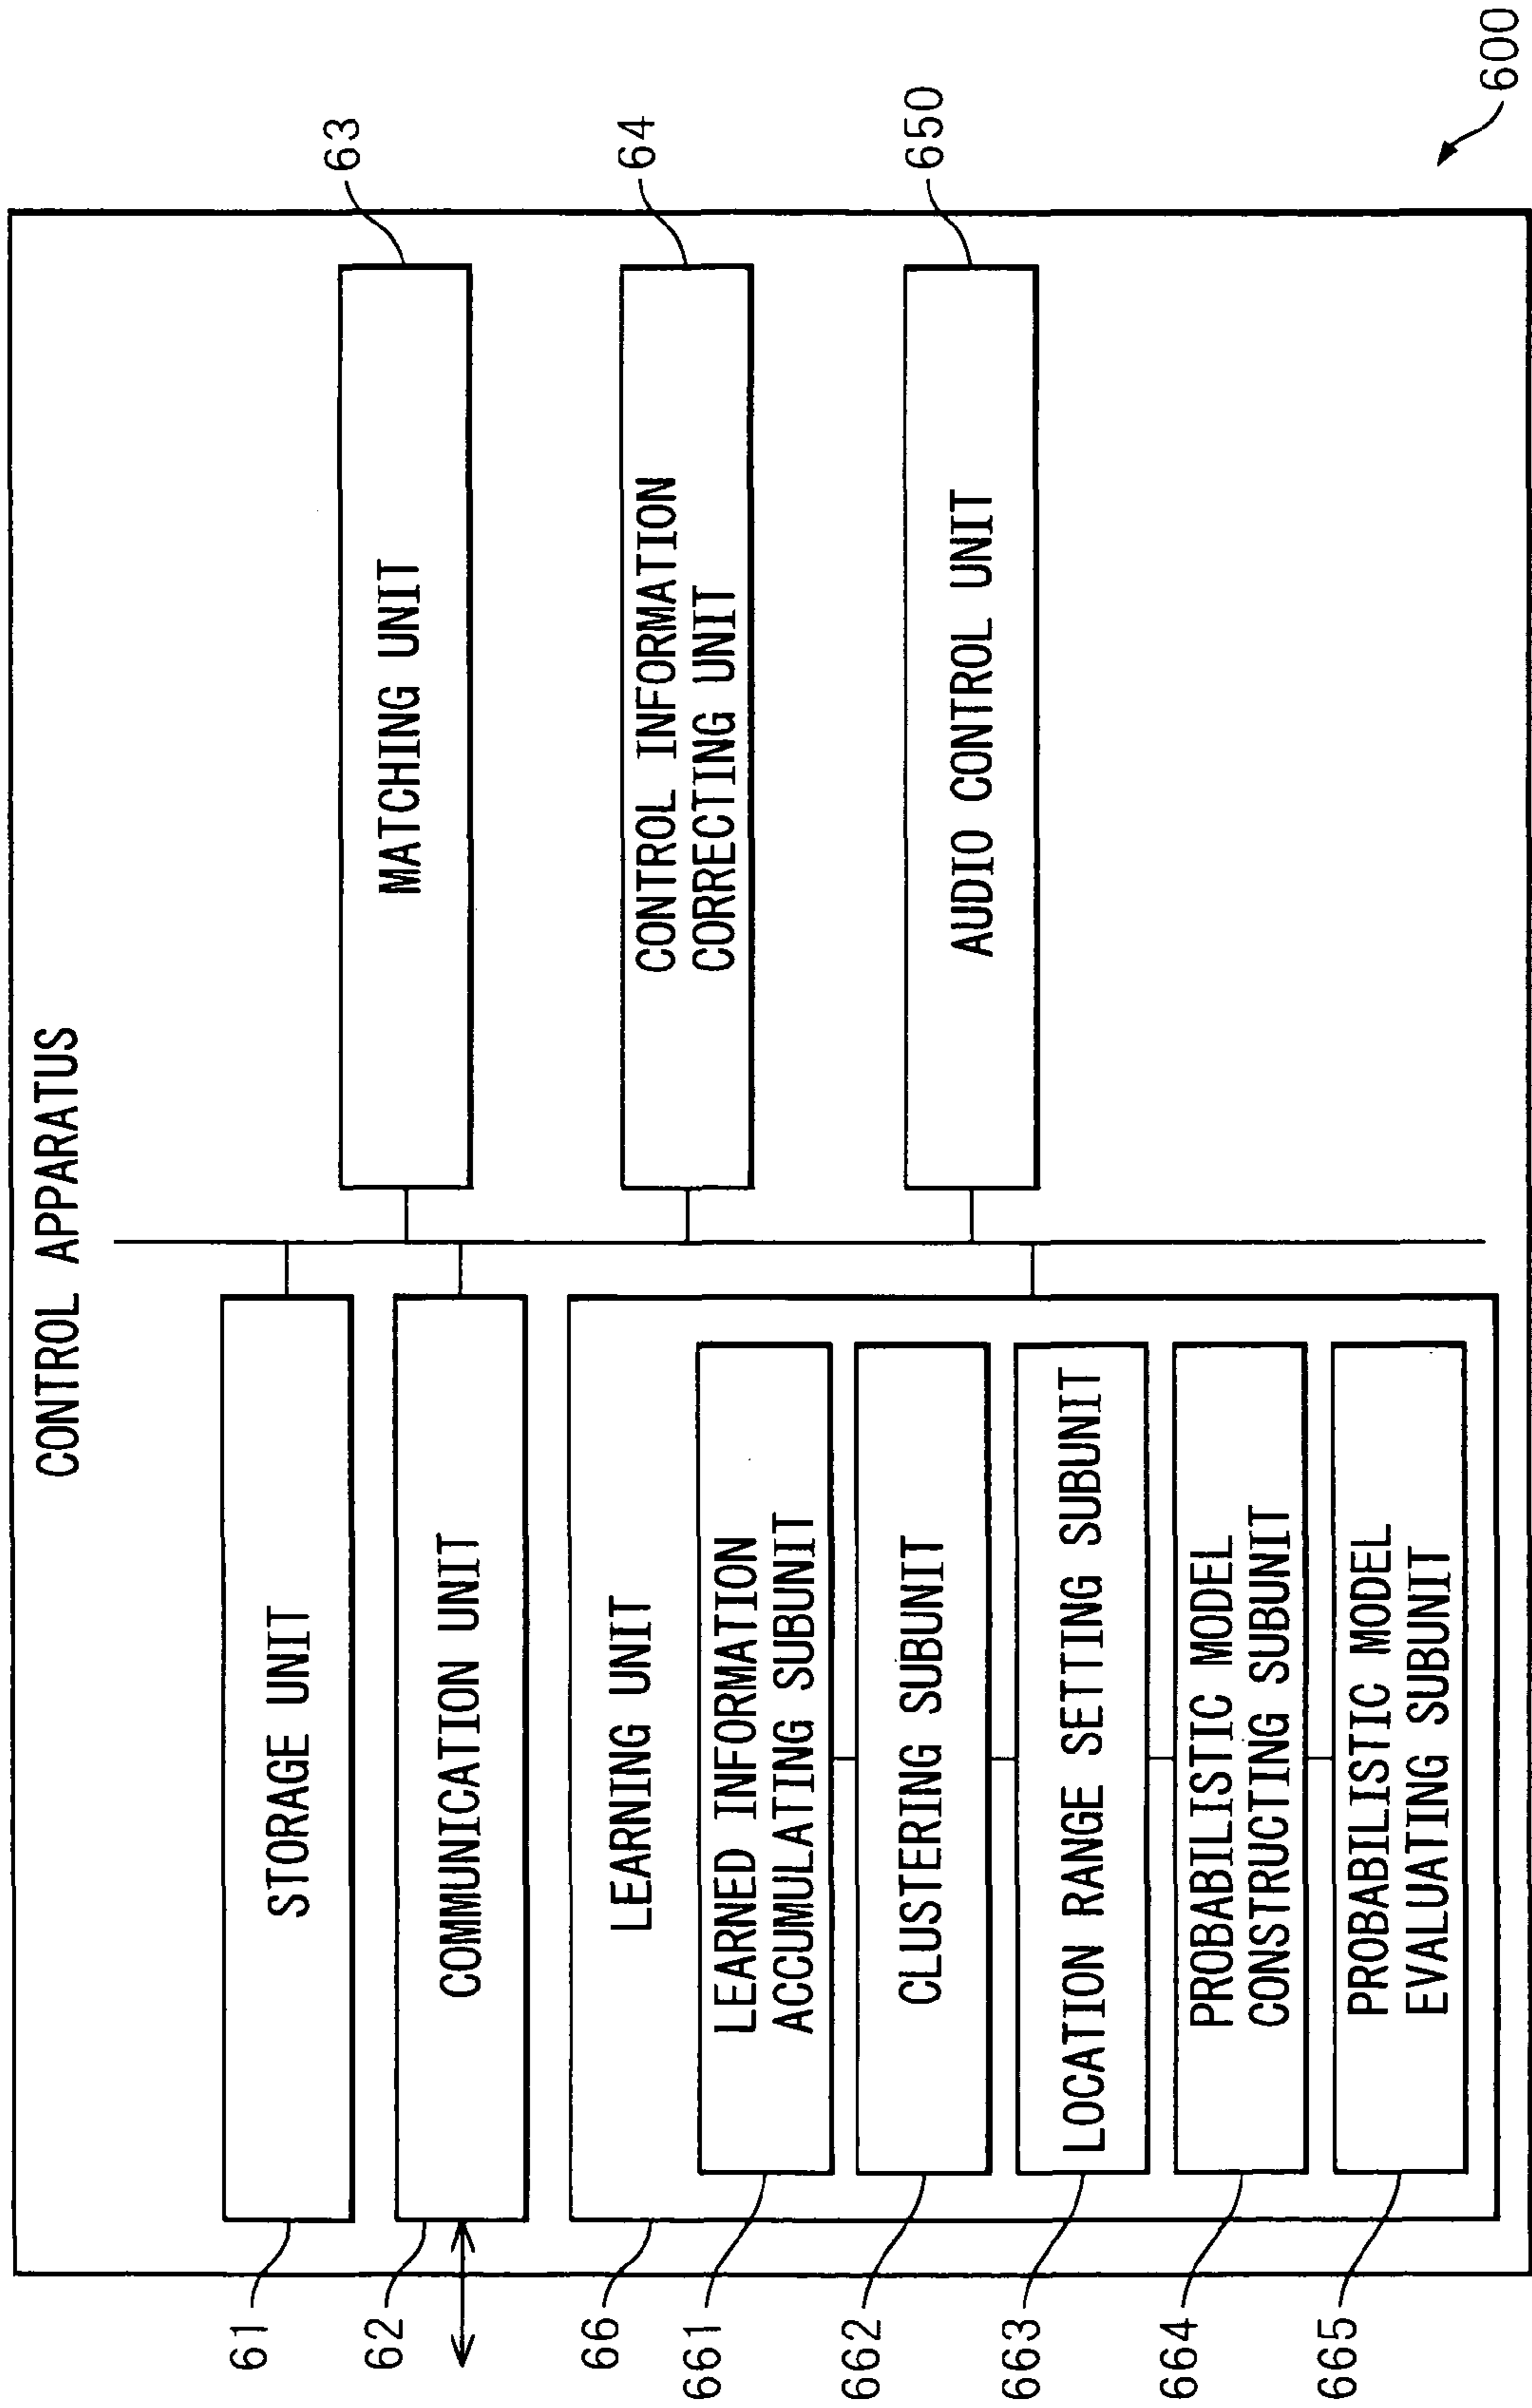 CONTROL APPARATUS
61
STORAGE UNIT
62
COMMUNICATION UNIT
66
LEARNING UNIT
661
LEARNED INFORMATION
ACCUMULATING SUBUNIT
662
CLUSTERING SUBUNIT
663
LOCATION RANGE SETTING SUBUNIT
664
PROBABILISTIC MODEL
CONSTRUCTING SUBUNIT
665
PROBABILISTIC MODEL
EVALUATING SUBUNIT
MATCHING UNIT
63
CONTROL INFORMATION
CORRECTING UNIT
64
AUDIO CONTROL UNIT
650
600